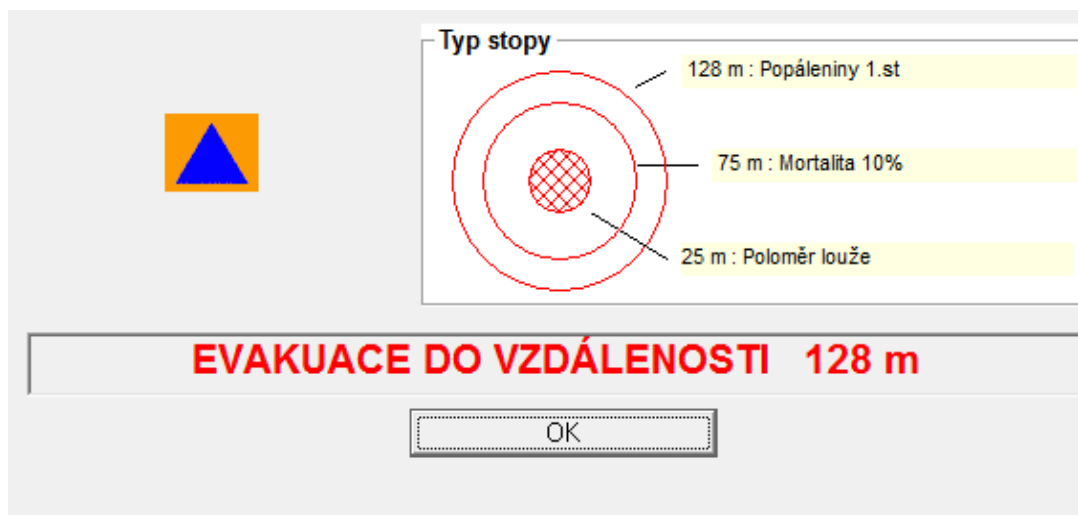 Typ stopy
128 m : Popáleniny 1.st
75 m : Mortalita 10%
25 m : Poloměr louže
EVAKUACE DO VZDÁLENOSTI 128 m
OK